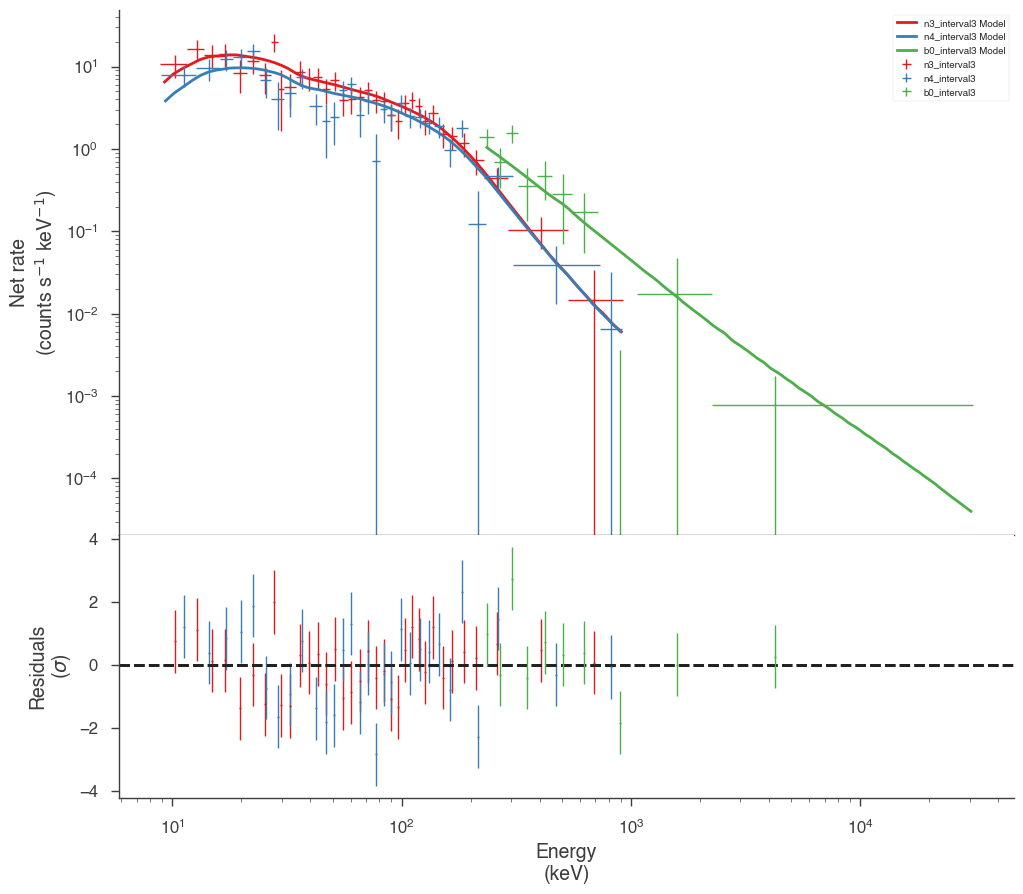 n3_interval3 Model
n4_interval3 Model
b0_interval3 Model
n3_interval3
n4_interval3
b0_interval3
Net rate
(counts s⁻¹ keV⁻¹)
10¹
10⁰
10⁻¹
10⁻²
10⁻³
10⁻⁴
Residuals
(σ)
4
2
0
−2
−4
10¹ 10² 10³ 10⁴
Energy
(keV)